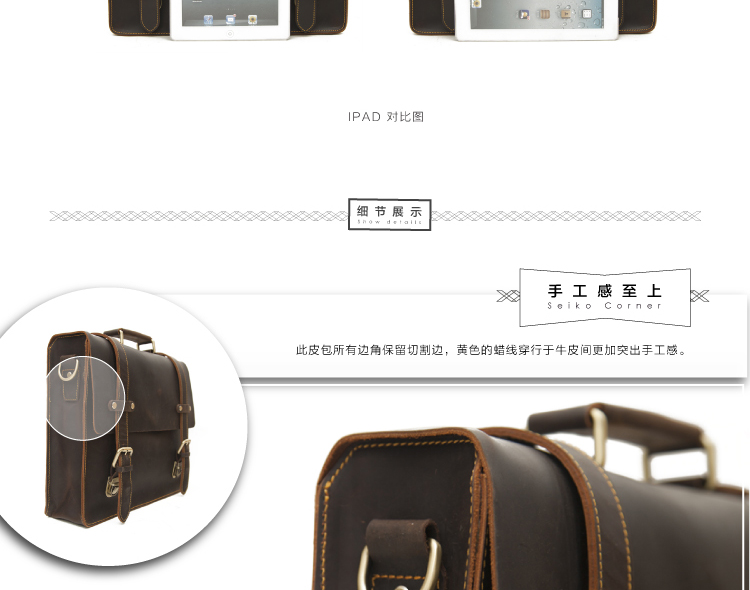 IPAD 对比图
细节展示
Show details
手工感至上
Seiko Corner
此皮包所有边角保留切割边，黄色的蜡线穿行于牛皮间更加突出手工感。